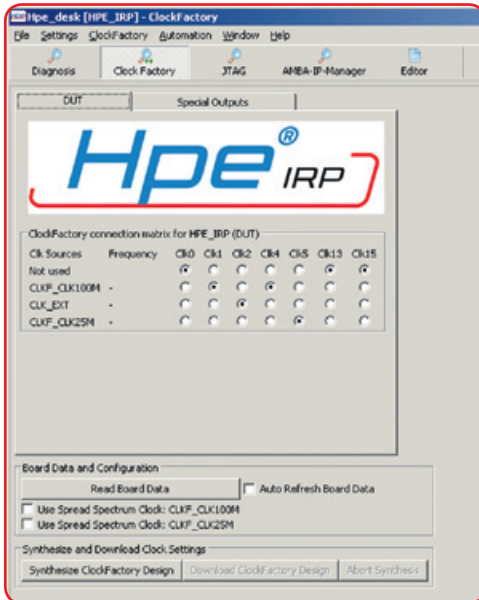 Hpe_desk [HPE_IRP] - ClockFactory
File Settings ClockFactory Automation Window Help
Diagnosis Clock Factory JTAG AMBA-IP-Manager Editor
DUT Special Outputs
Hpe® IRP
ClockFactory connection matrix for HPE_IRP (DUT)
Clk Sources Frequency Clk0 Clk1 Clk2 Clk4 Clk5 Clk13 Clk15
Not used
CLKF_CLK100M -
CLK_EXT -
CLKF_CLK25M -
Board Data and Configuration
Read Board Data Auto Refresh Board Data
Use Spread Spectrum Clock: CLKF_CLK100M
Use Spread Spectrum Clock: CLKF_CLK25M
Synthesize and Download Clock Settings
Synthesize ClockFactory Design Download ClockFactory Design Abort Synthesis